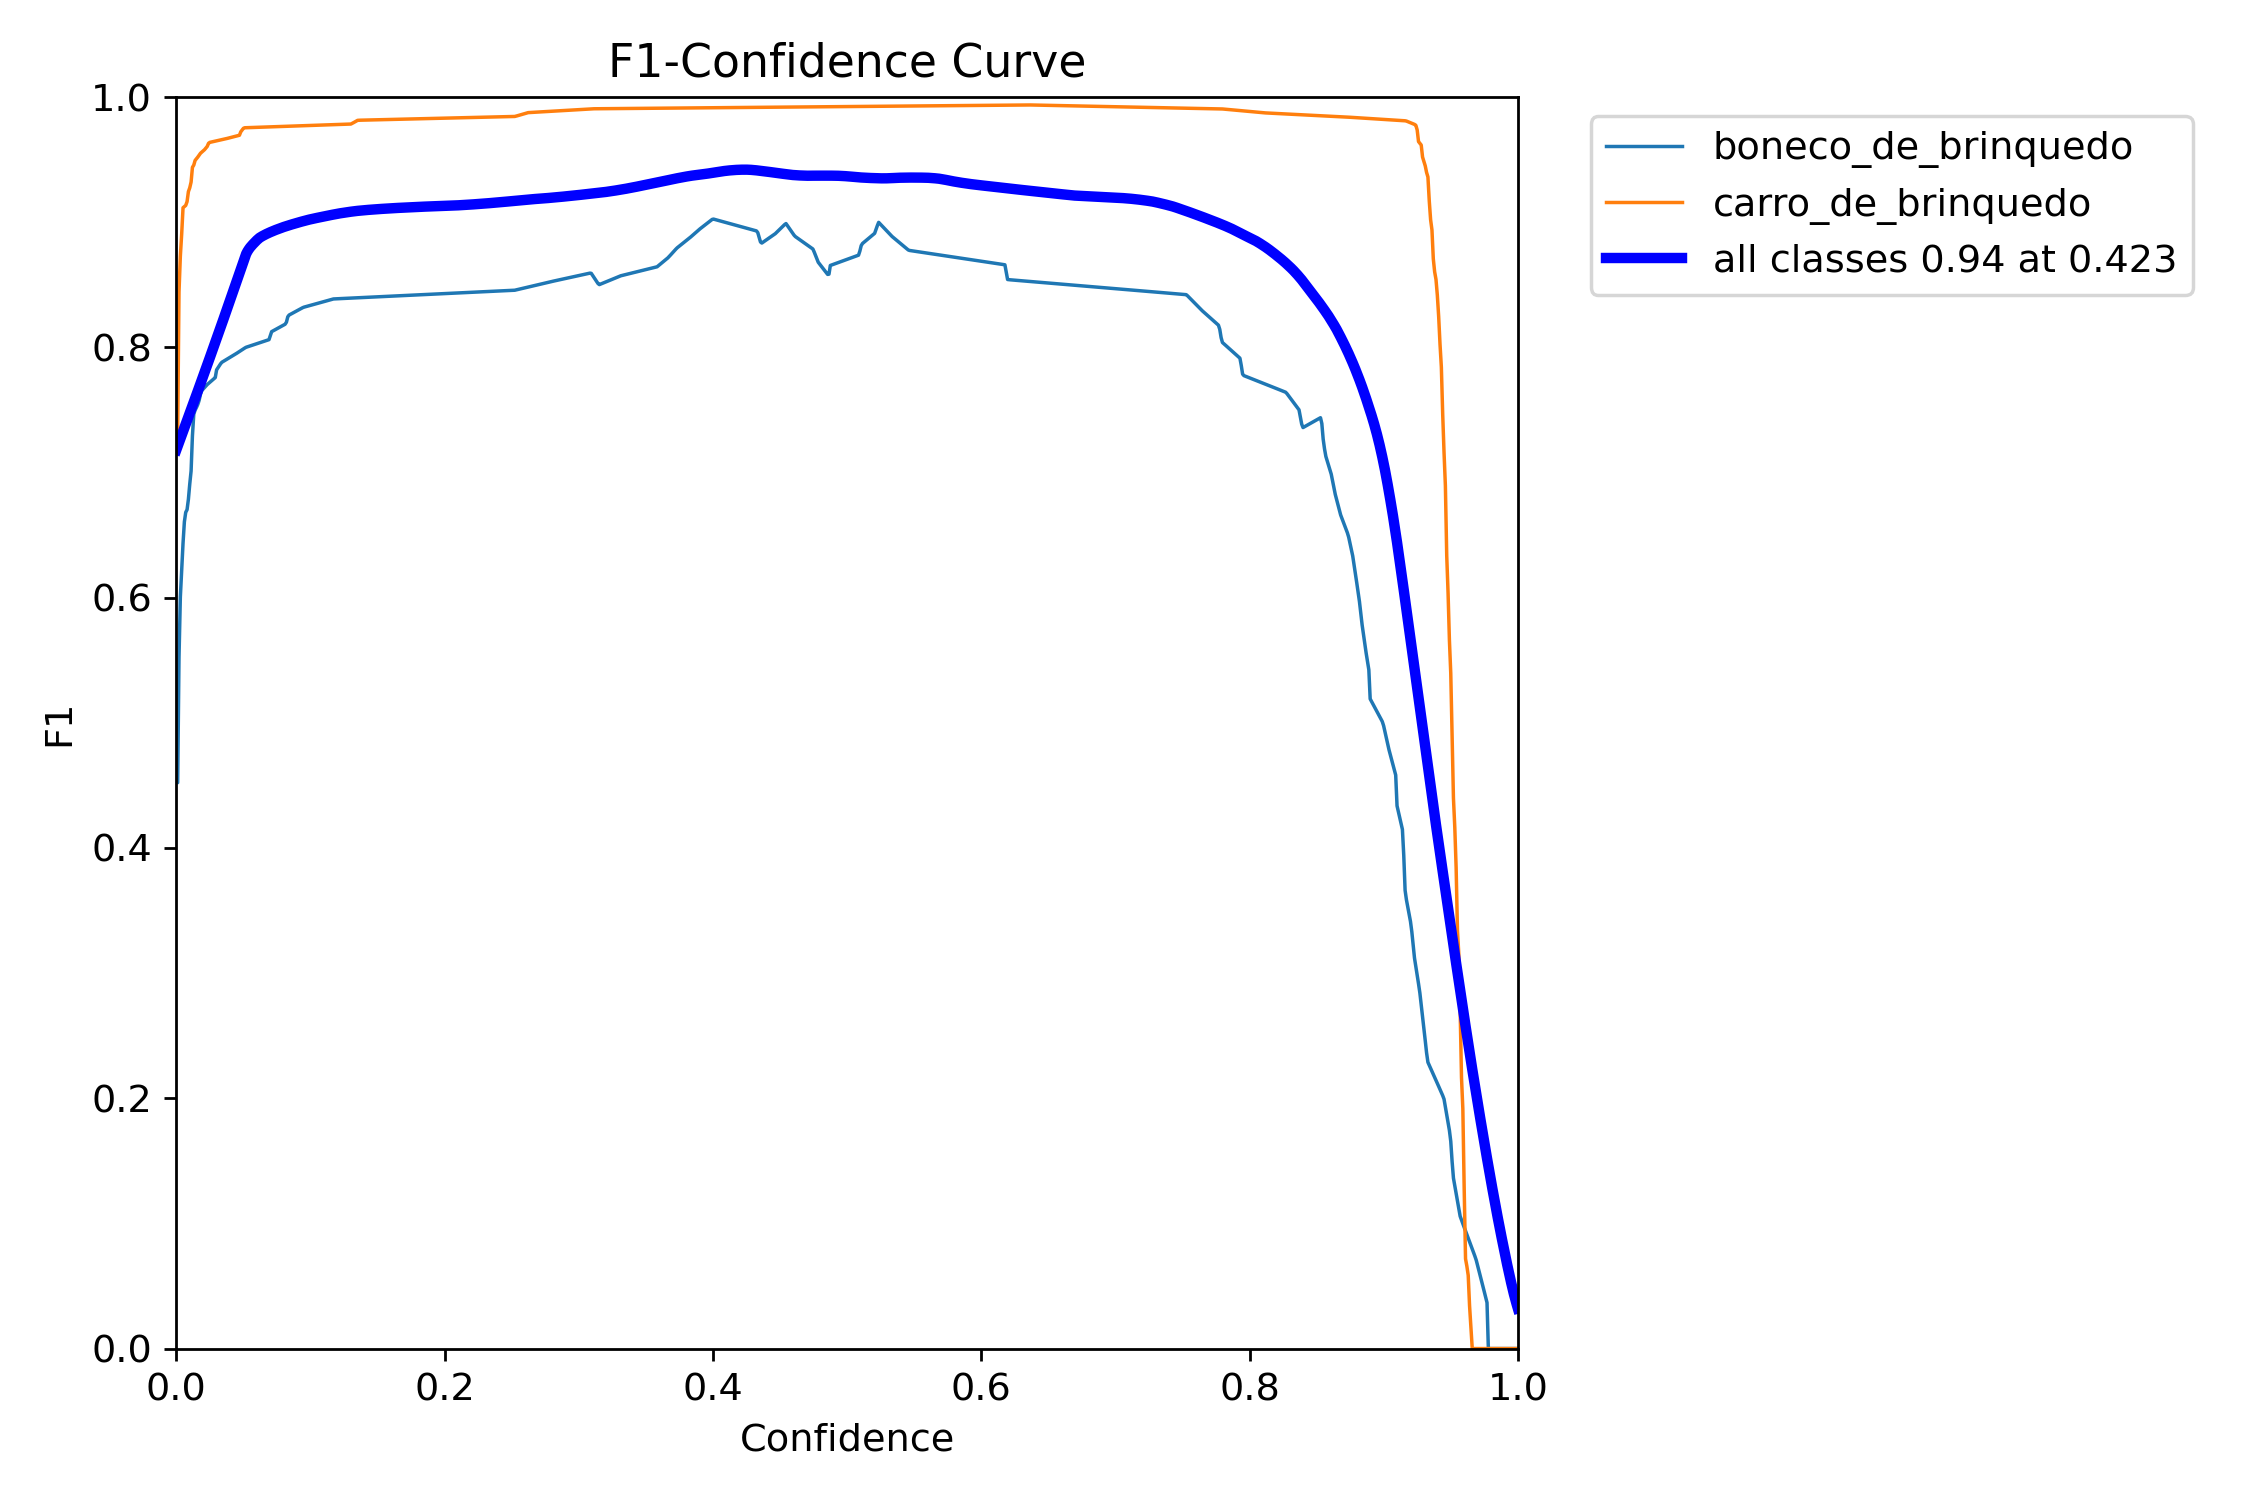 F1-Confidence Curve
1.0
0.8
0.6
0.4
0.2
0.0
F1
0.0 0.2 0.4 0.6 0.8 1.0
Confidence
boneco_de_brinquedo
carro_de_brinquedo
all classes 0.94 at 0.423